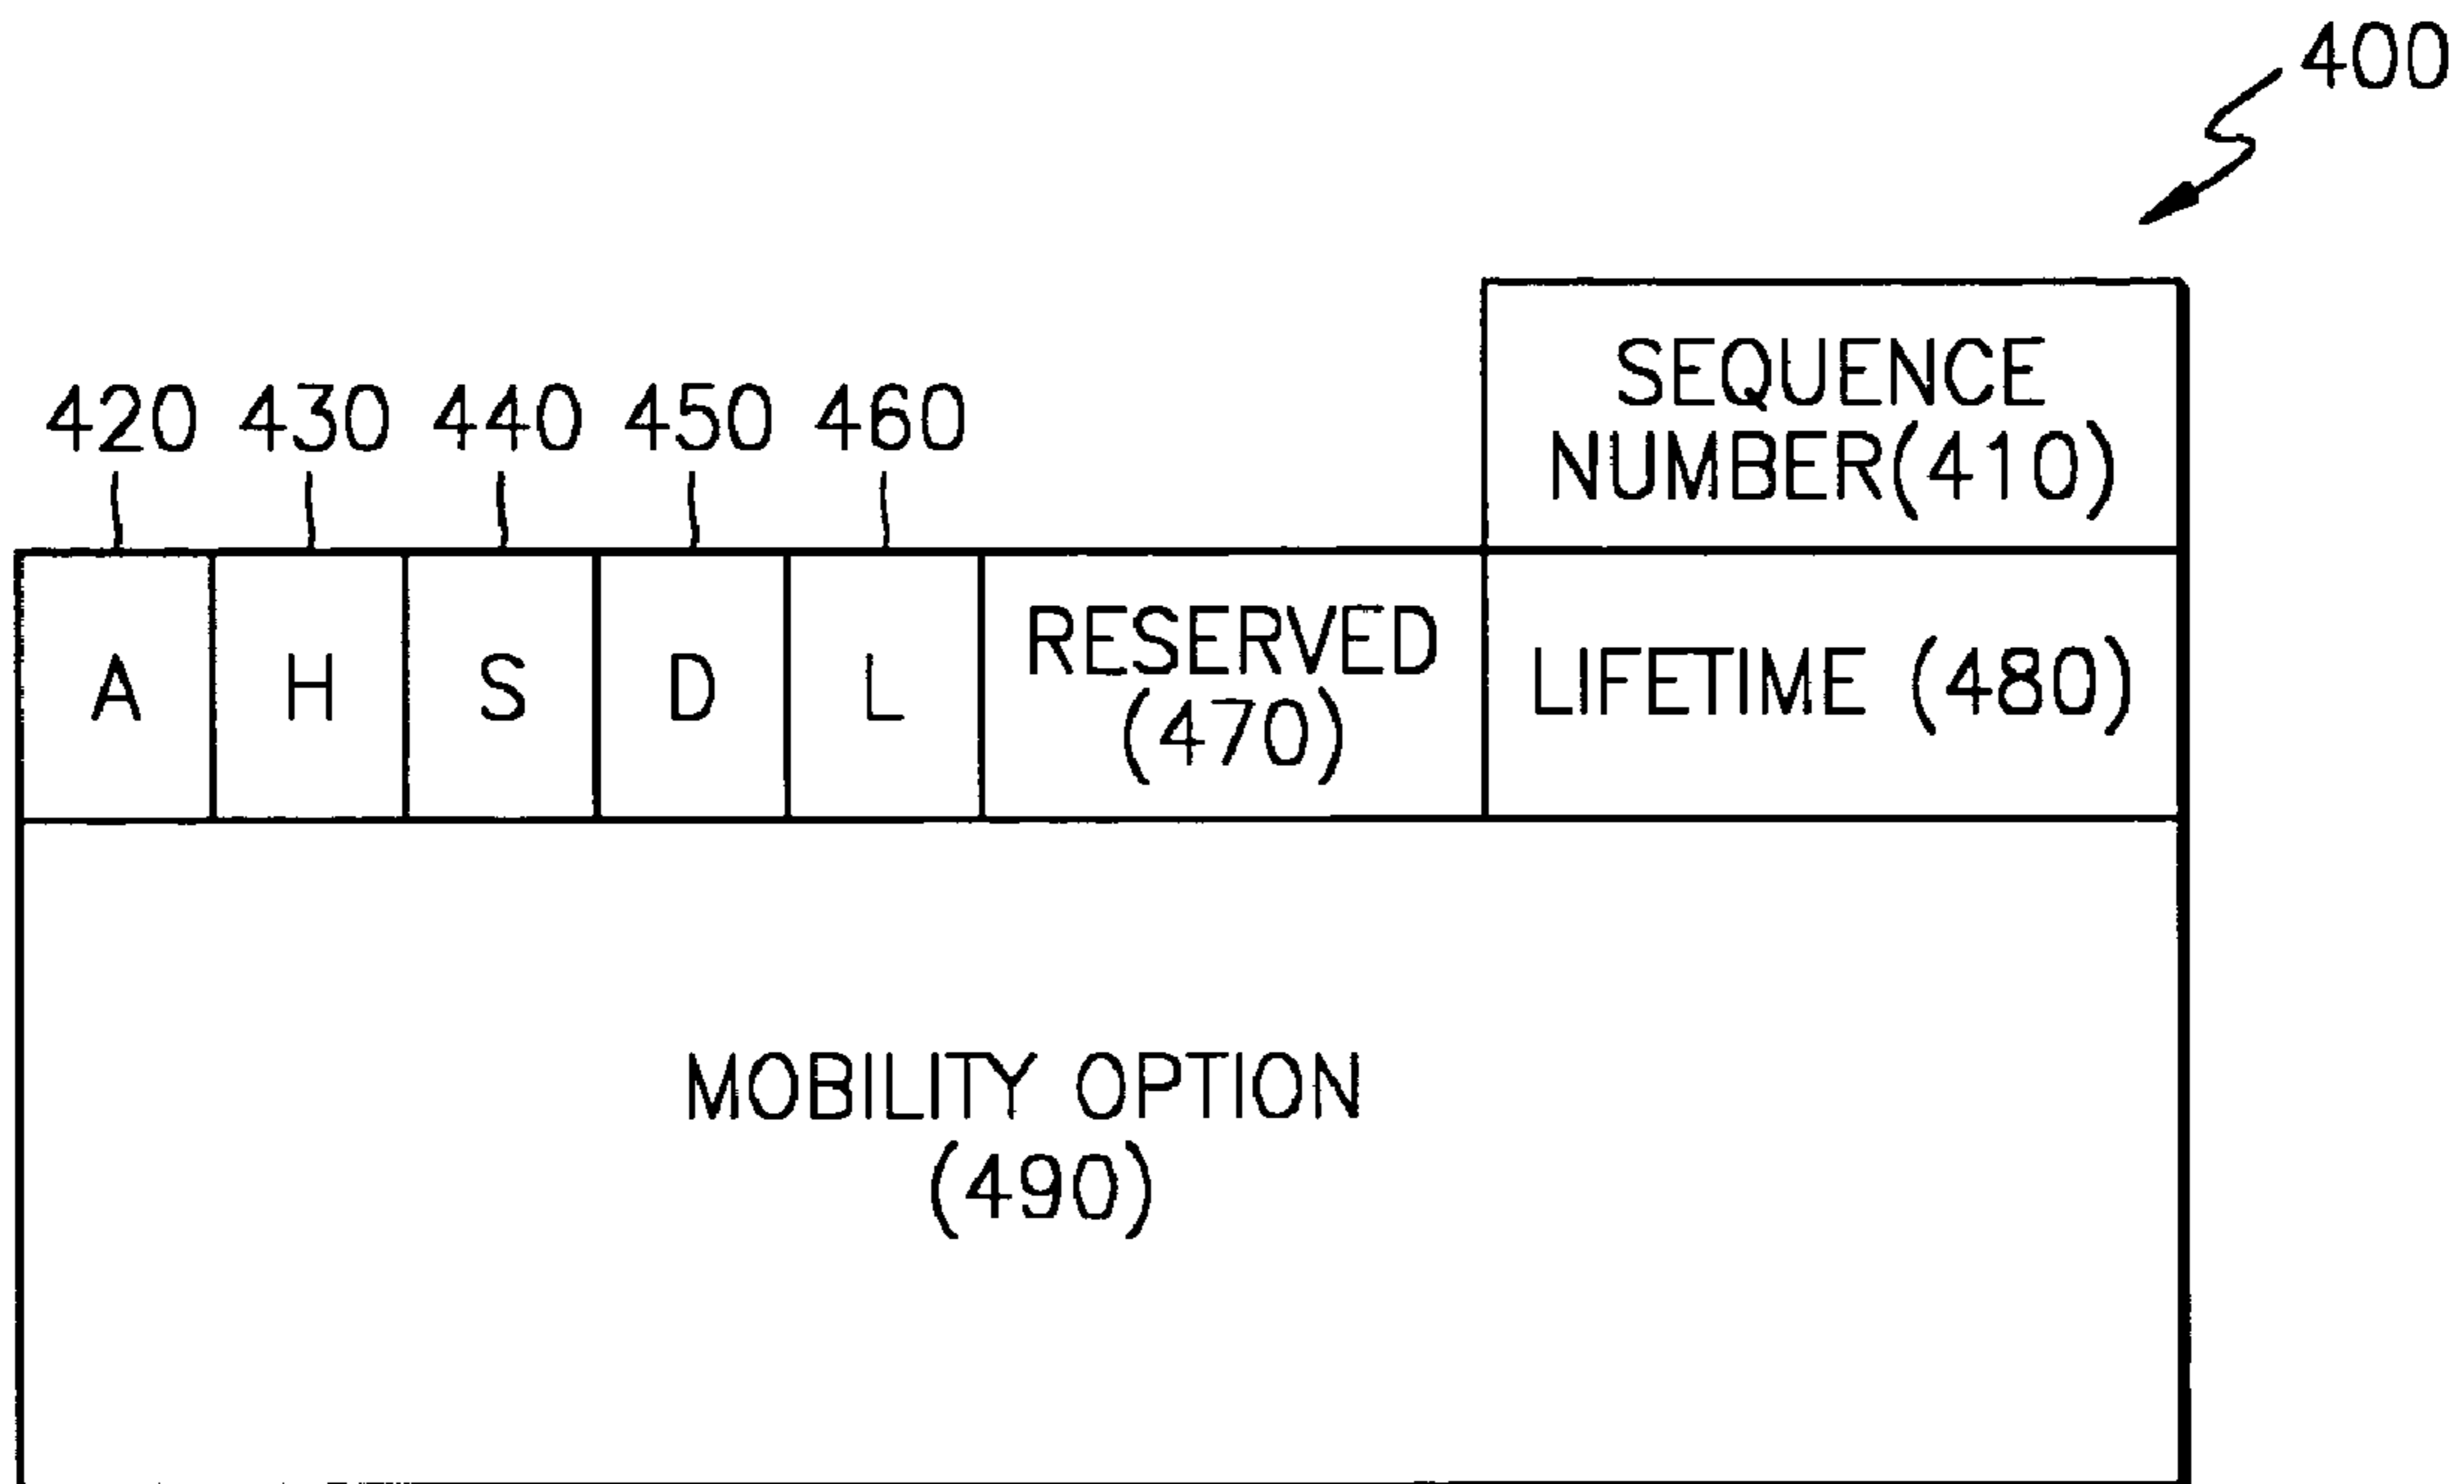 400
SEQUENCE
NUMBER(410)
420 430 440 450 460
A H S D L RESERVED
(470)
LIFETIME (480)
MOBILITY OPTION
(490)